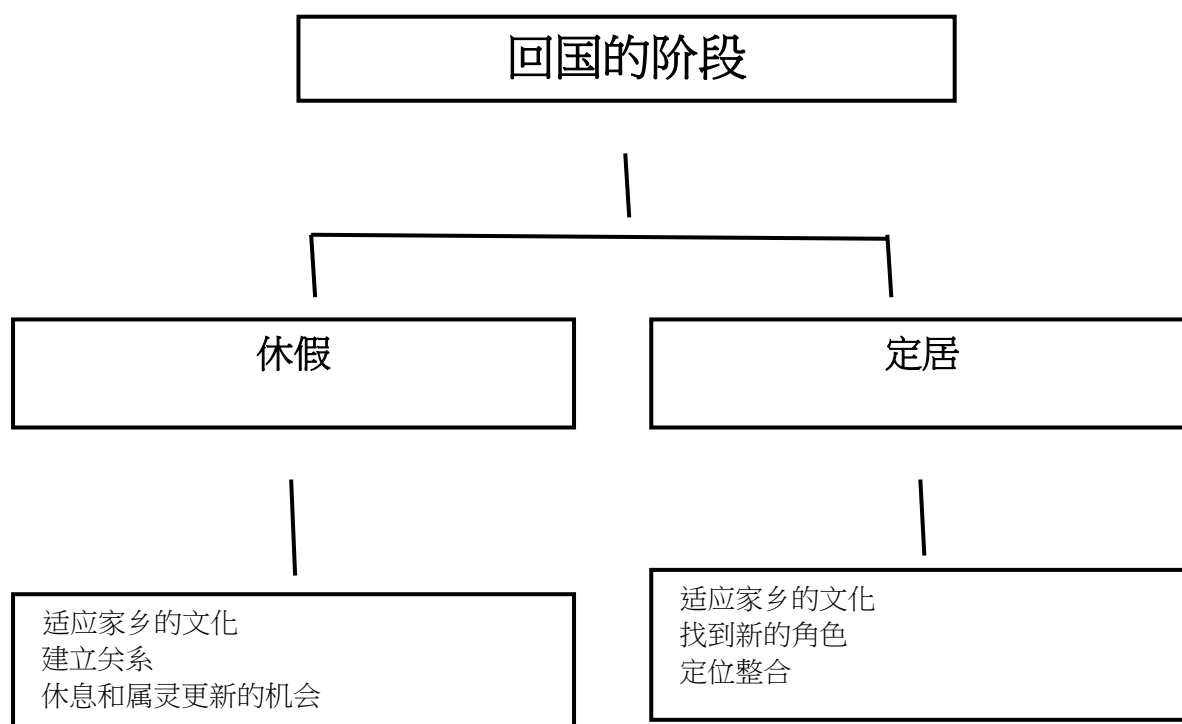 回国的阶段
休假
定居
适应家乡的文化
建立关系
休息和属灵更新的机会
适应家乡的文化
找到新的角色
定位整合